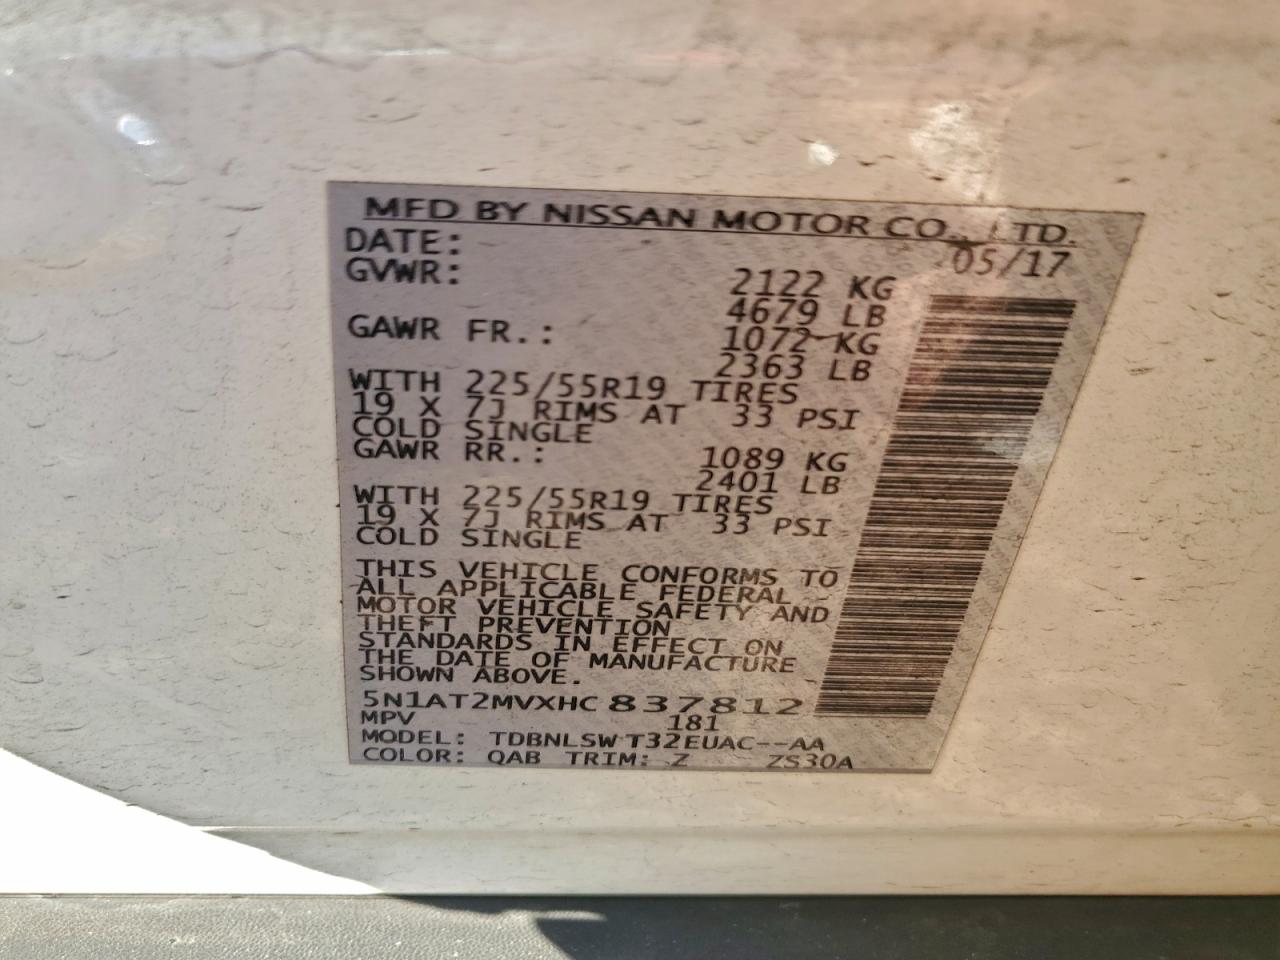 MFD BY NISSAN MOTOR CO., LTD.
DATE: 05/17
GVWR: 2122 KG
4679 LB
GAWR FR.: 1072 KG
2363 LB
WITH 225/55R19 TIRES
19 X 7J RIMS AT 33 PSI
COLD SINGLE
GAWR RR.: 1089 KG
2401 LB
WITH 225/55R19 TIRES
19 X 7J RIMS AT 33 PSI
COLD SINGLE
THIS VEHICLE CONFORMS TO
ALL APPLICABLE FEDERAL
MOTOR VEHICLE SAFETY AND
THEFT PREVENTION
STANDARDS IN EFFECT ON
THE DATE OF MANUFACTURE
SHOWN ABOVE.
5N1AT2MVXHC837812
MPV 181
MODEL: TDBNLSWT32EUAC--AA
COLOR: QAB TRIM: Z ZS30A